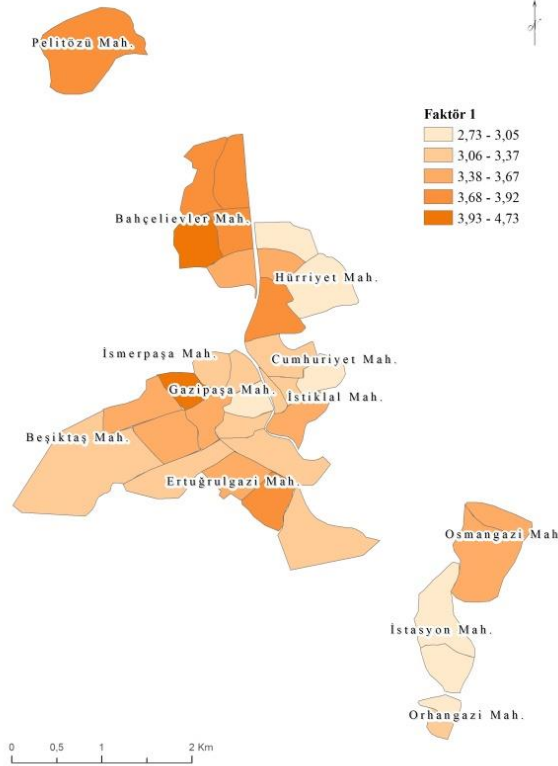 Pelitözü Mah.
Faktör 1
2,73 - 3,05
3,06 - 3,37
3,38 - 3,67
3,68 - 3,92
3,93 - 4,73
Bahçelievler Mah.
Hürriyet Mah.
İsmerpaşa Mah.
Cumhuriyet Mah.
Gazipaşa Mah.
İstiklal Mah.
Beşiktaş Mah.
Ertuğrulgazi Mah.
Osmangazi Mah
İstasyon Mah.
Orhangazi Mah.
0 0,5 1 2 Km